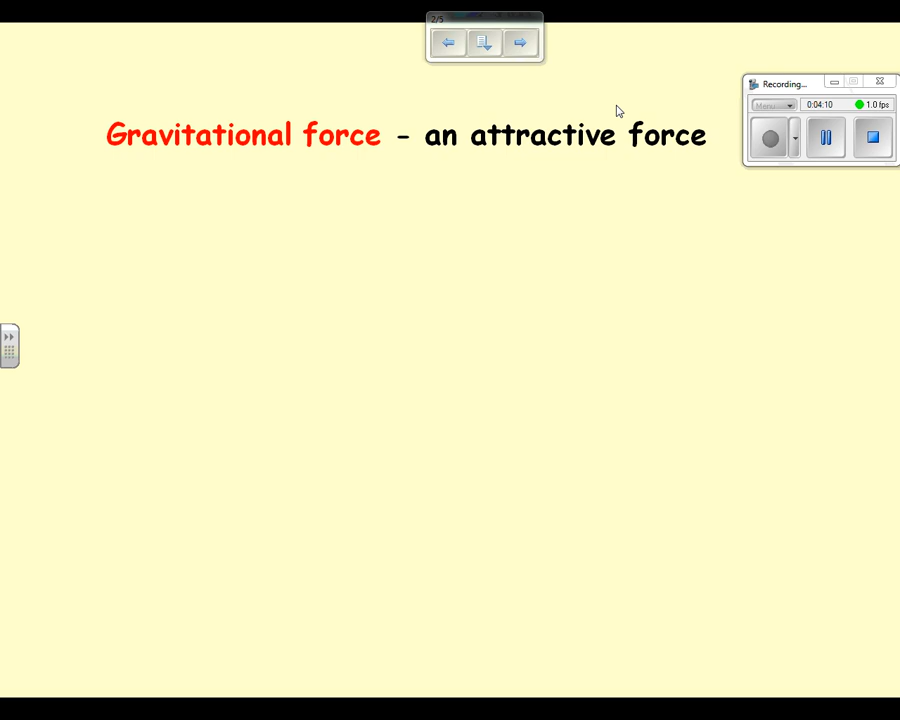 2/5
Recording...
Menu 0:04:10 1.0 fps
Gravitational force - an attractive force